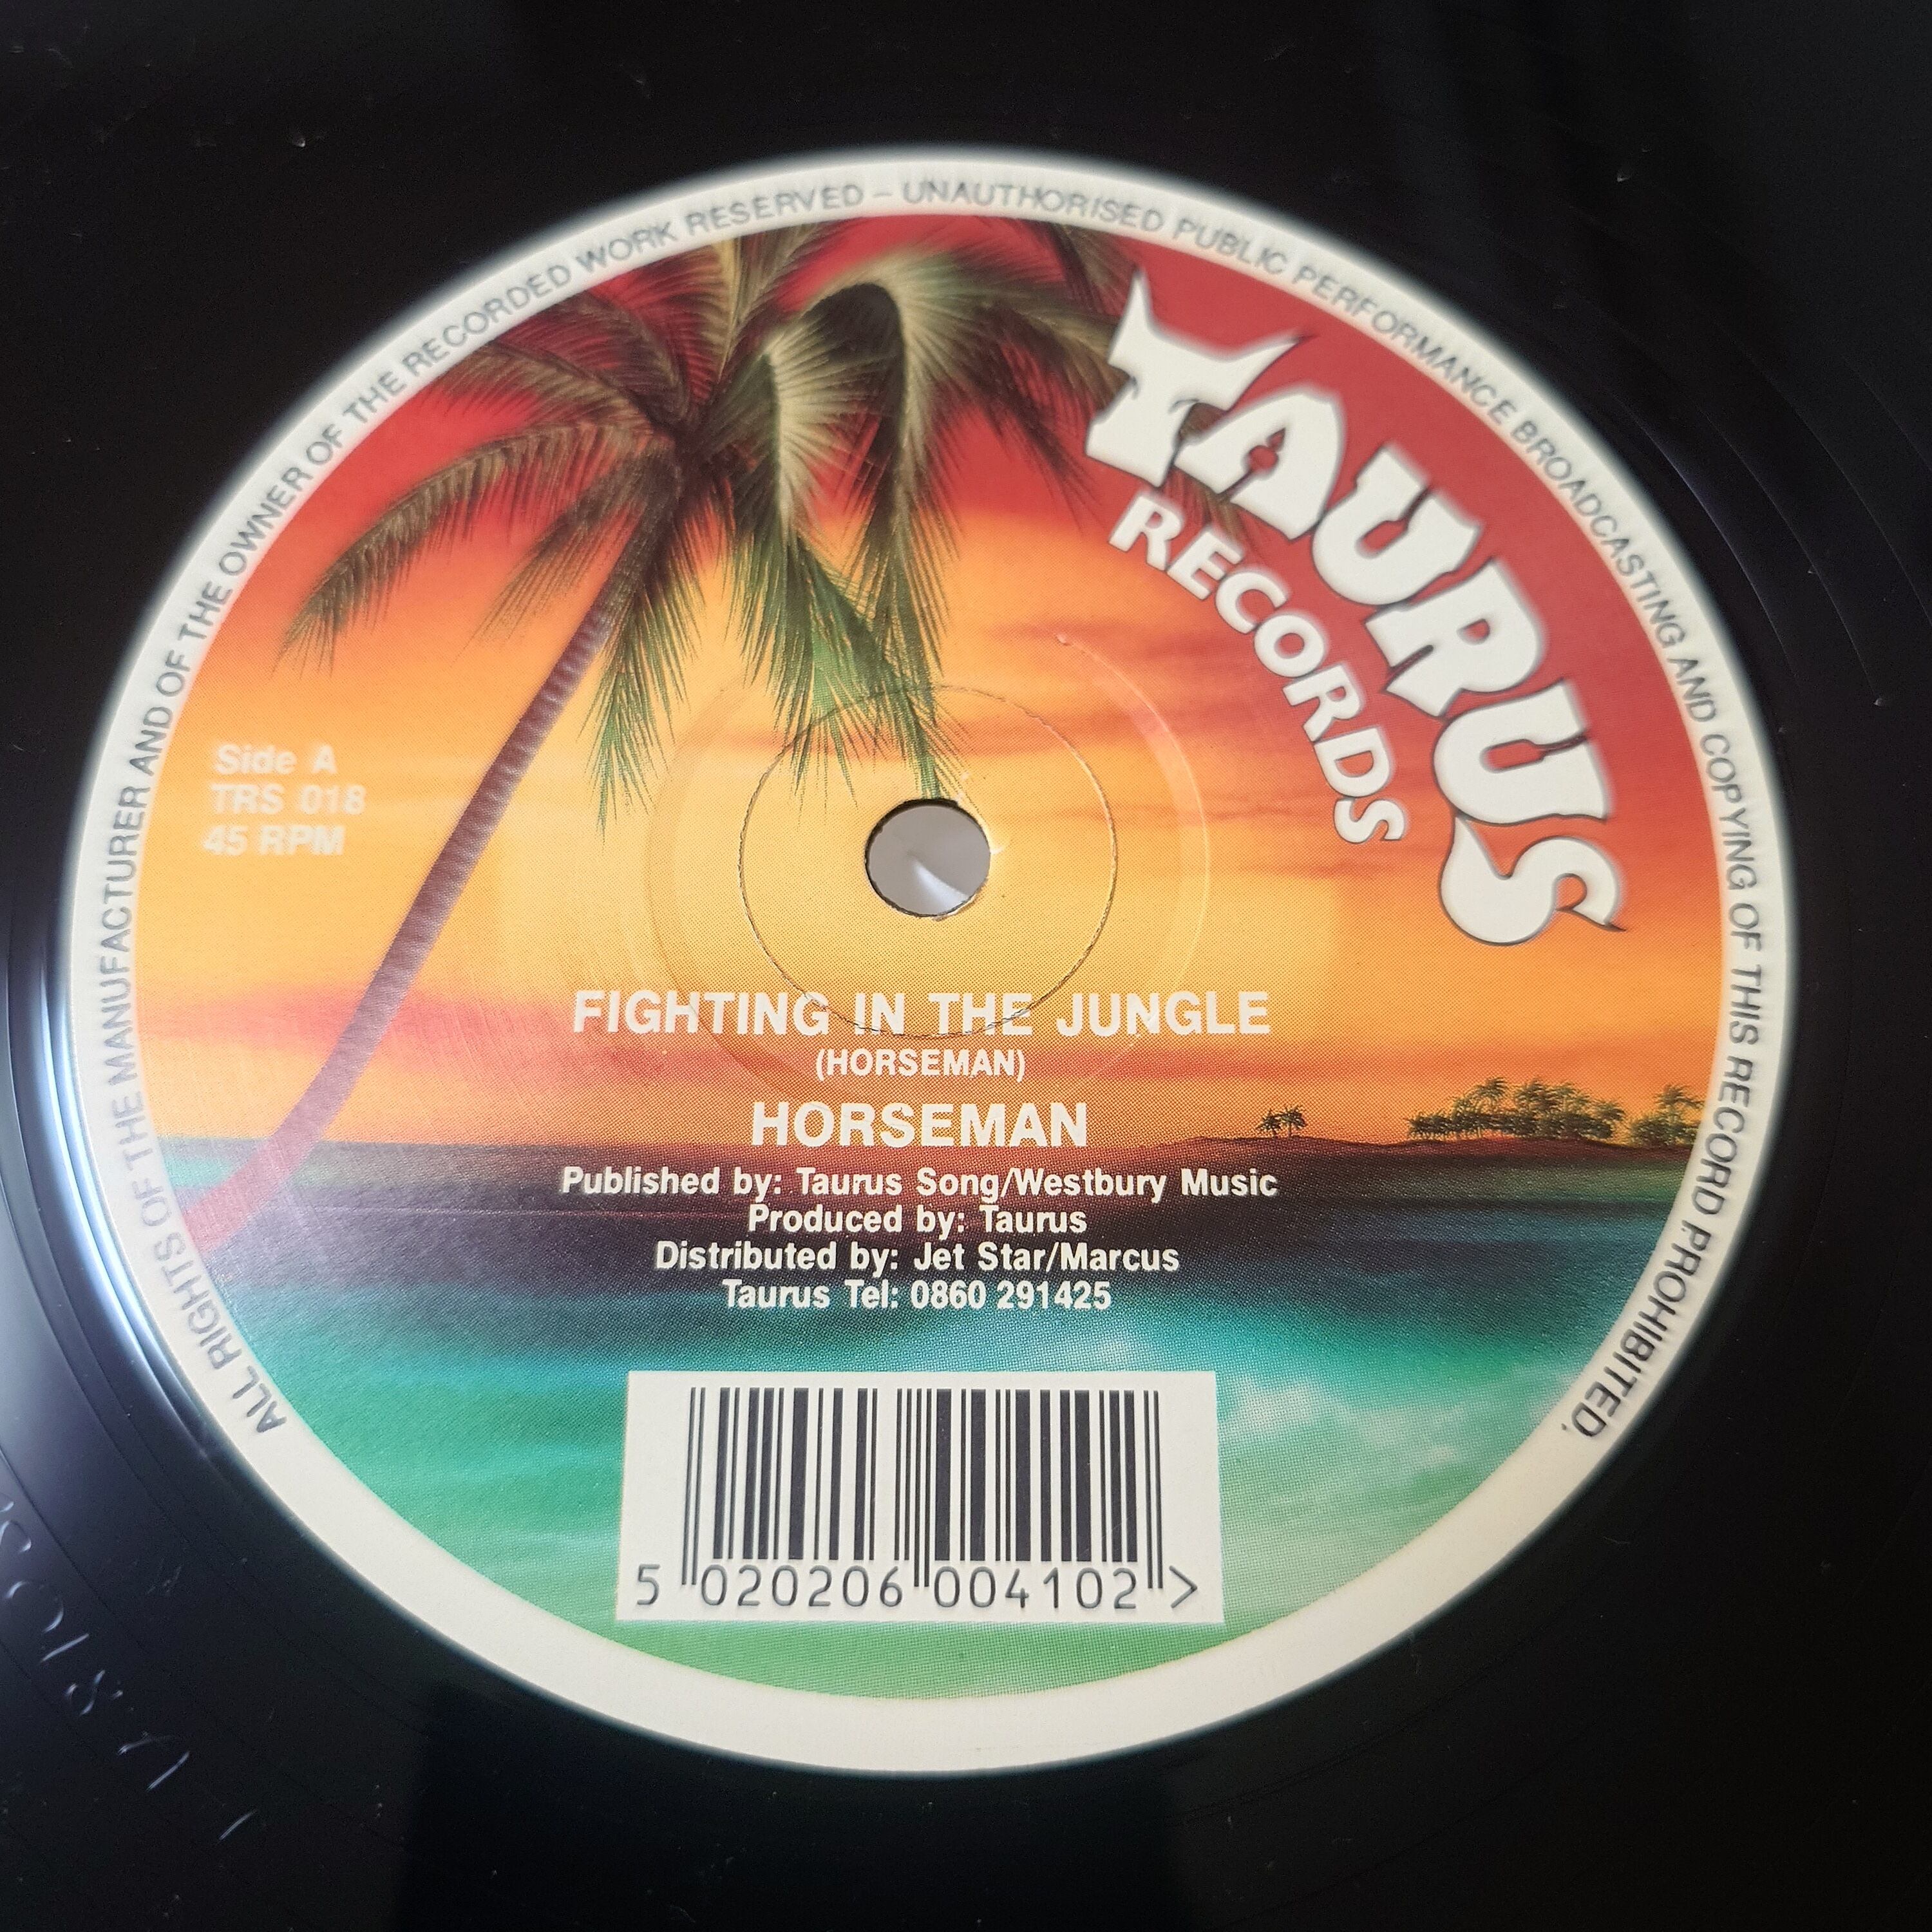 ALL RIGHTS OF THE MANUFACTURER AND OF THE OWNER OF THE RECORDED WORK RESERVED – UNAUTHORISED PUBLIC PERFORMANCE BROADCASTING AND COPYING OF THIS RECORD PROHIBITED.
TAURUS
RECORDS
Side A
TRS 018
45 RPM
FIGHTING IN THE JUNGLE
(HORSEMAN)
HORSEMAN
Published by: Taurus Song/Westbury Music
Produced by: Taurus
Distributed by: Jet Star/Marcus
Taurus Tel: 0860 291425
5 020206 004102 >